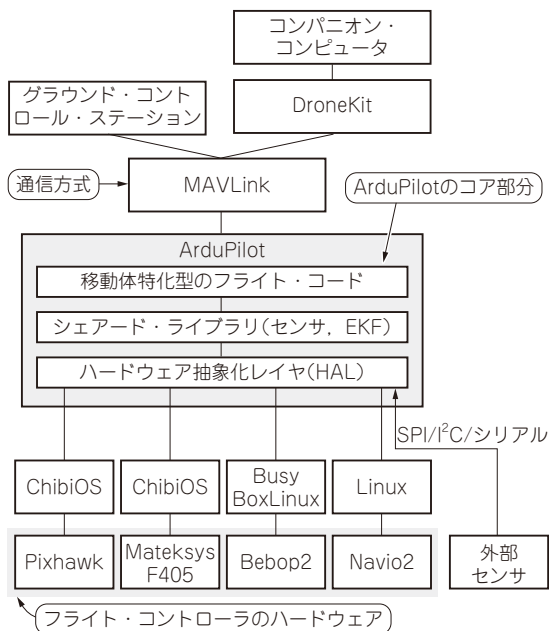 コンパニオン・
コンピュータ
グラウンド・コント
ロール・ステーション
DroneKit
通信方式
MAVLink
ArduPilotのコア部分
ArduPilot
移動体特化型のフライト・コード
シェアード・ライブラリ(センサ，EKF)
ハードウェア抽象化レイヤ(HAL)
SPI/I²C/シリアル
ChibiOS
ChibiOS
Busy
BoxLinux
Linux
Pixhawk
Mateksys
F405
Bebop2
Navio2
外部
センサ
フライト・コントローラのハードウェア